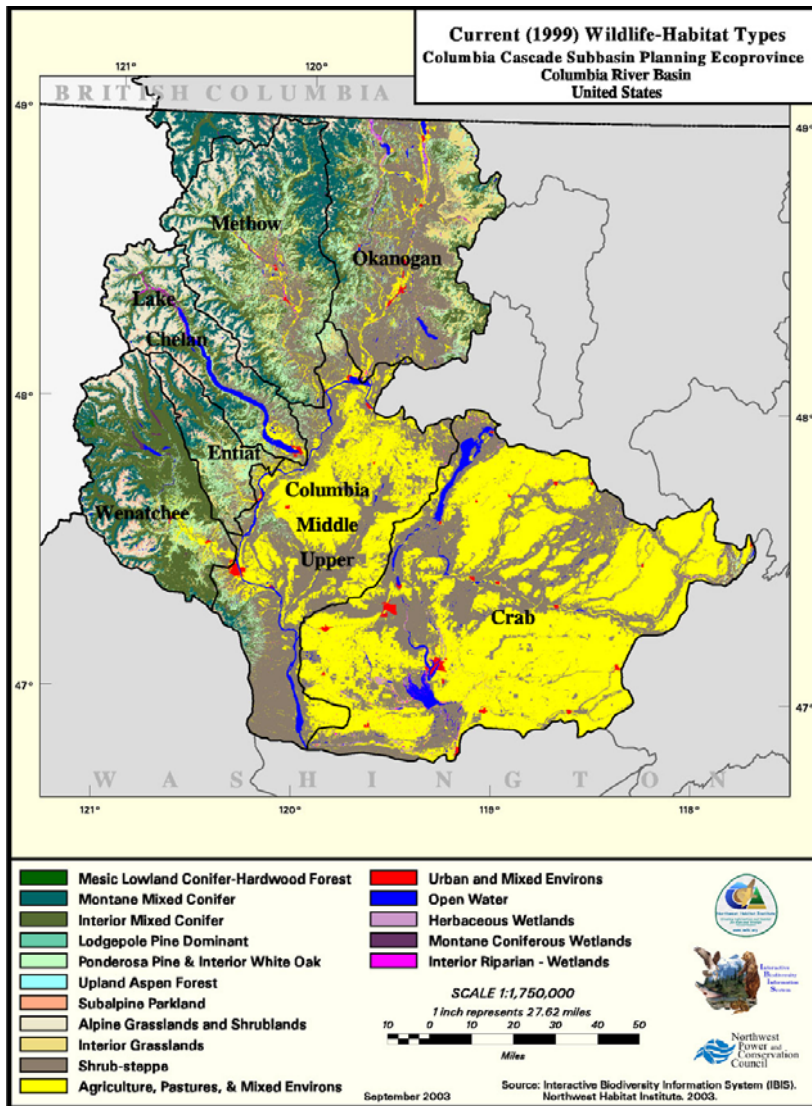 Current (1999) Wildlife-Habitat Types
Columbia Cascade Subbasin Planning Ecoprovince
Columbia River Basin
United States
121°
120°
BRITISH COLUMBIA
49°
49°
Methow
Okanogan
Lake
Chelan
48°
48°
Entiat
Columbia
Middle
Upper
Wenatchee
Crab
47°
47°
WASHINGTON
121°
120°
119°
118°
Mesic Lowland Conifer-Hardwood Forest
Montane Mixed Conifer
Interior Mixed Conifer
Lodgepole Pine Dominant
Ponderosa Pine & Interior White Oak
Upland Aspen Forest
Subalpine Parkland
Alpine Grasslands and Shrublands
Interior Grasslands
Shrub-steppe
Agriculture, Pastures, & Mixed Environs
Urban and Mixed Environs
Open Water
Herbaceous Wetlands
Montane Coniferous Wetlands
Interior Riparian - Wetlands
SCALE 1:1,750,000
1 inch represents 27.62 miles
10 0 10 20 30 40 50
Miles
September 2003
Interactive
Biodiversity
Information
System
Northwest
Power and
Conservation
Council
Source: Interactive Biodiversity Information System (IBIS).
Northwest Habitat Institute. 2003.